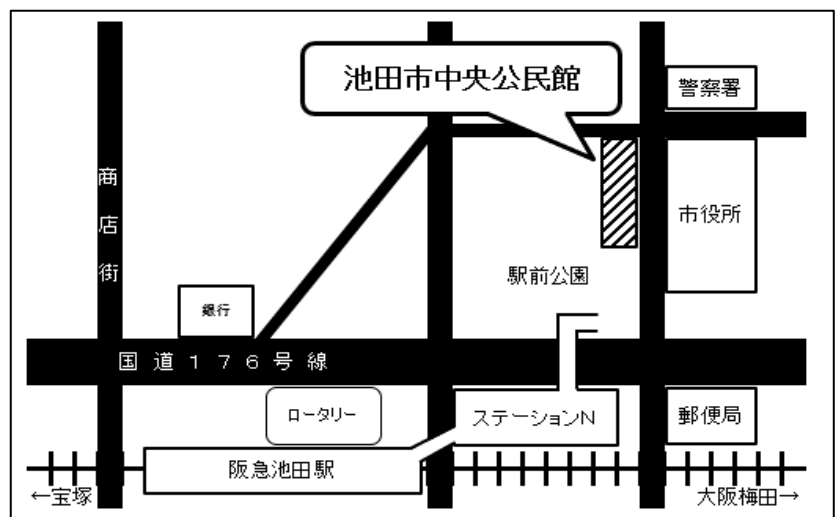 池田市中央公民館
警察署
商店街
市役所
駅前公園
銀行
国道176号線
ロータリー
ステーションN
郵便局
阪急池田駅
←宝塚
大阪梅田→